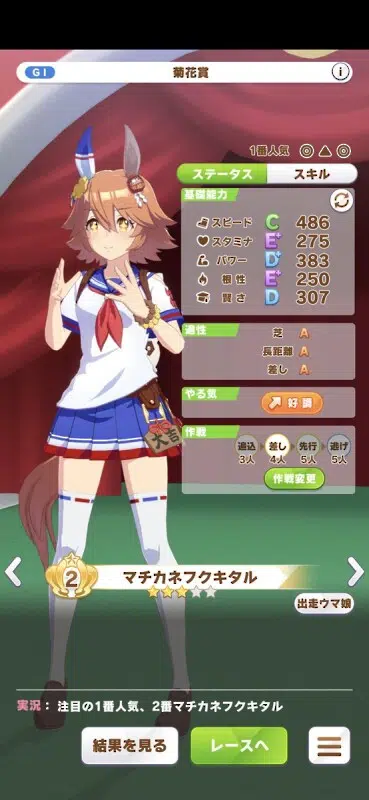 GI
菊花賞
i
1番人気 ◎ ▲ ◎
ステータス
スキル
基礎能力
スピード C 486
スタミナ E+ 275
パワー D+ 383
根性 E+ 250
賢さ D 307
適性
芝 A
長距離 A
差し A
やる気
好調
作戦
追込 差し 先行 逃げ
3人 4人 5人 5人
作戦変更
大吉
2
マチカネフクキタル
出走ウマ娘
実況: 注目の1番人気、2番マチカネフクキタル
結果を見る
レースへ